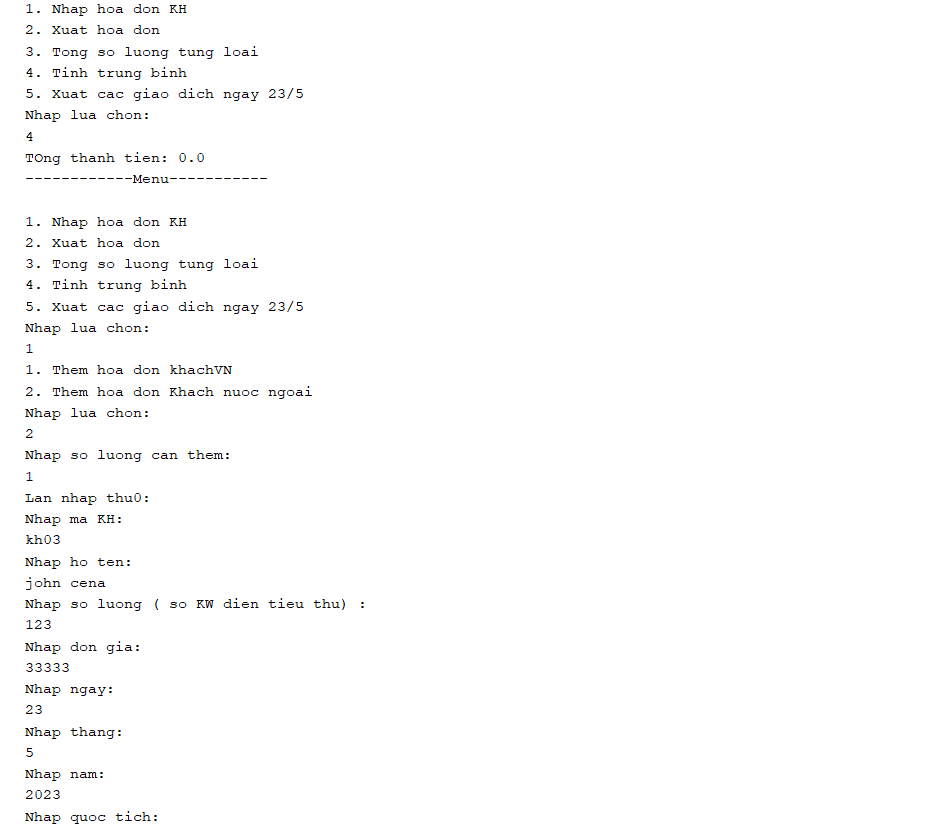 1. Nhap hoa don KH
2. Xuat hoa don
3. Tong so luong tung loai
4. Tinh trung binh
5. Xuat cac giao dich ngay 23/5
Nhap lua chon:
4
TOng thanh tien: 0.0
------------Menu-----------
1. Nhap hoa don KH
2. Xuat hoa don
3. Tong so luong tung loai
4. Tinh trung binh
5. Xuat cac giao dich ngay 23/5
Nhap lua chon:
1
1. Them hoa don khachVN
2. Them hoa don Khach nuoc ngoai
Nhap lua chon:
2
Nhap so luong can them:
1
Lan nhap thu0:
Nhap ma KH:
kh03
Nhap ho ten:
john cena
Nhap so luong ( so KW dien tieu thu) :
123
Nhap don gia:
33333
Nhap ngay:
23
Nhap thang:
5
Nhap nam:
2023
Nhap quoc tich: